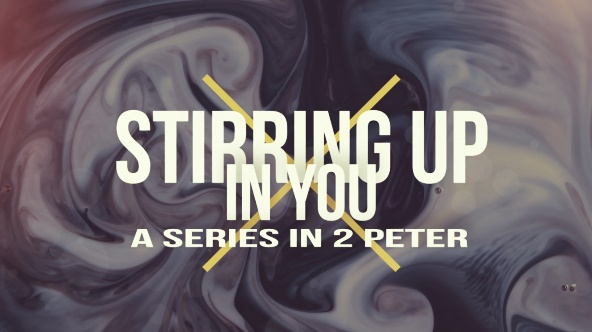 STIRRING UP
IN YOU
A SERIES IN 2 PETER